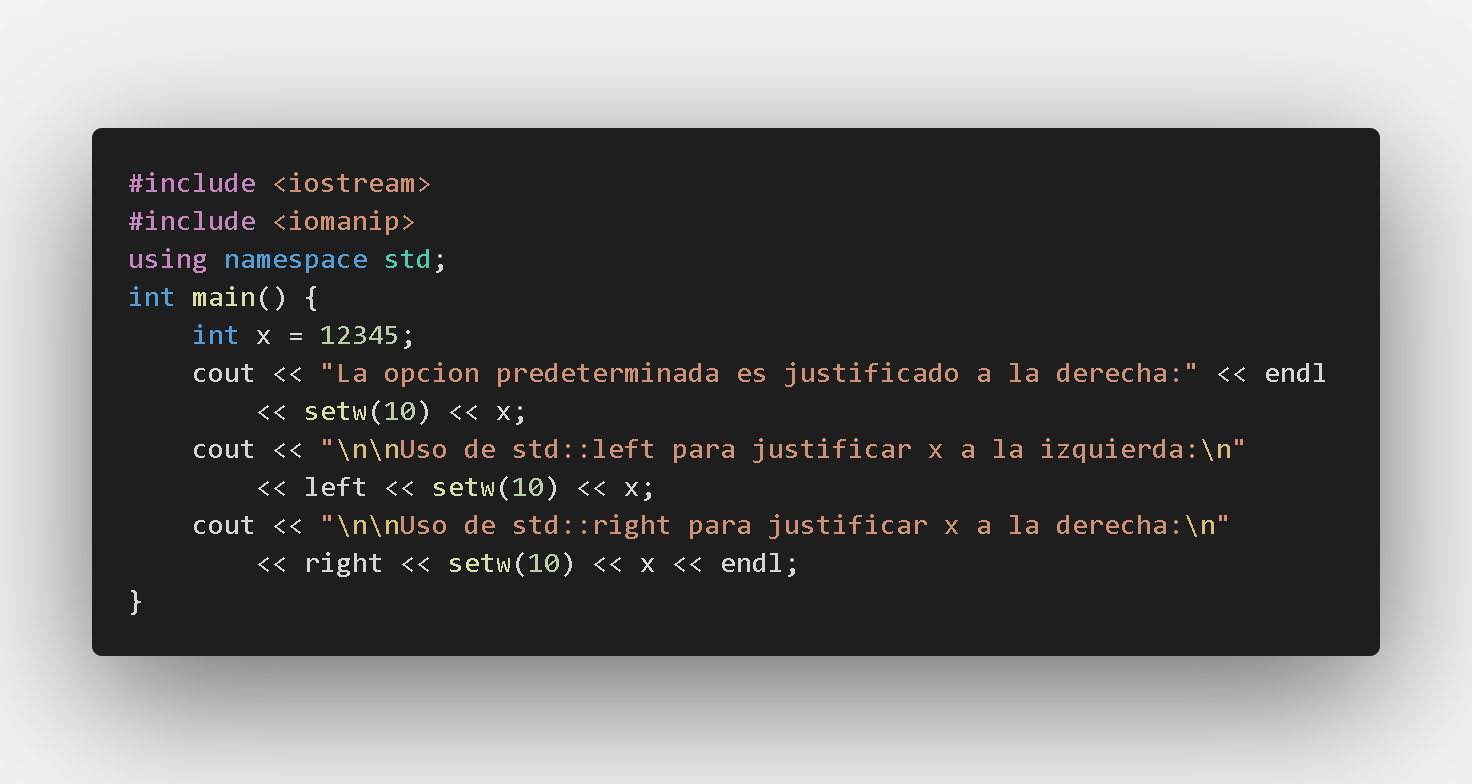 #include <iostream>
#include <iomanip>
using namespace std;
int main() {
    int x = 12345;
    cout << "La opcion predeterminada es justificado a la derecha:" << endl
        << setw(10) << x;
    cout << "\n\nUso de std::left para justificar x a la izquierda:\n"
        << left << setw(10) << x;
    cout << "\n\nUso de std::right para justificar x a la derecha:\n"
        << right << setw(10) << x << endl;
}